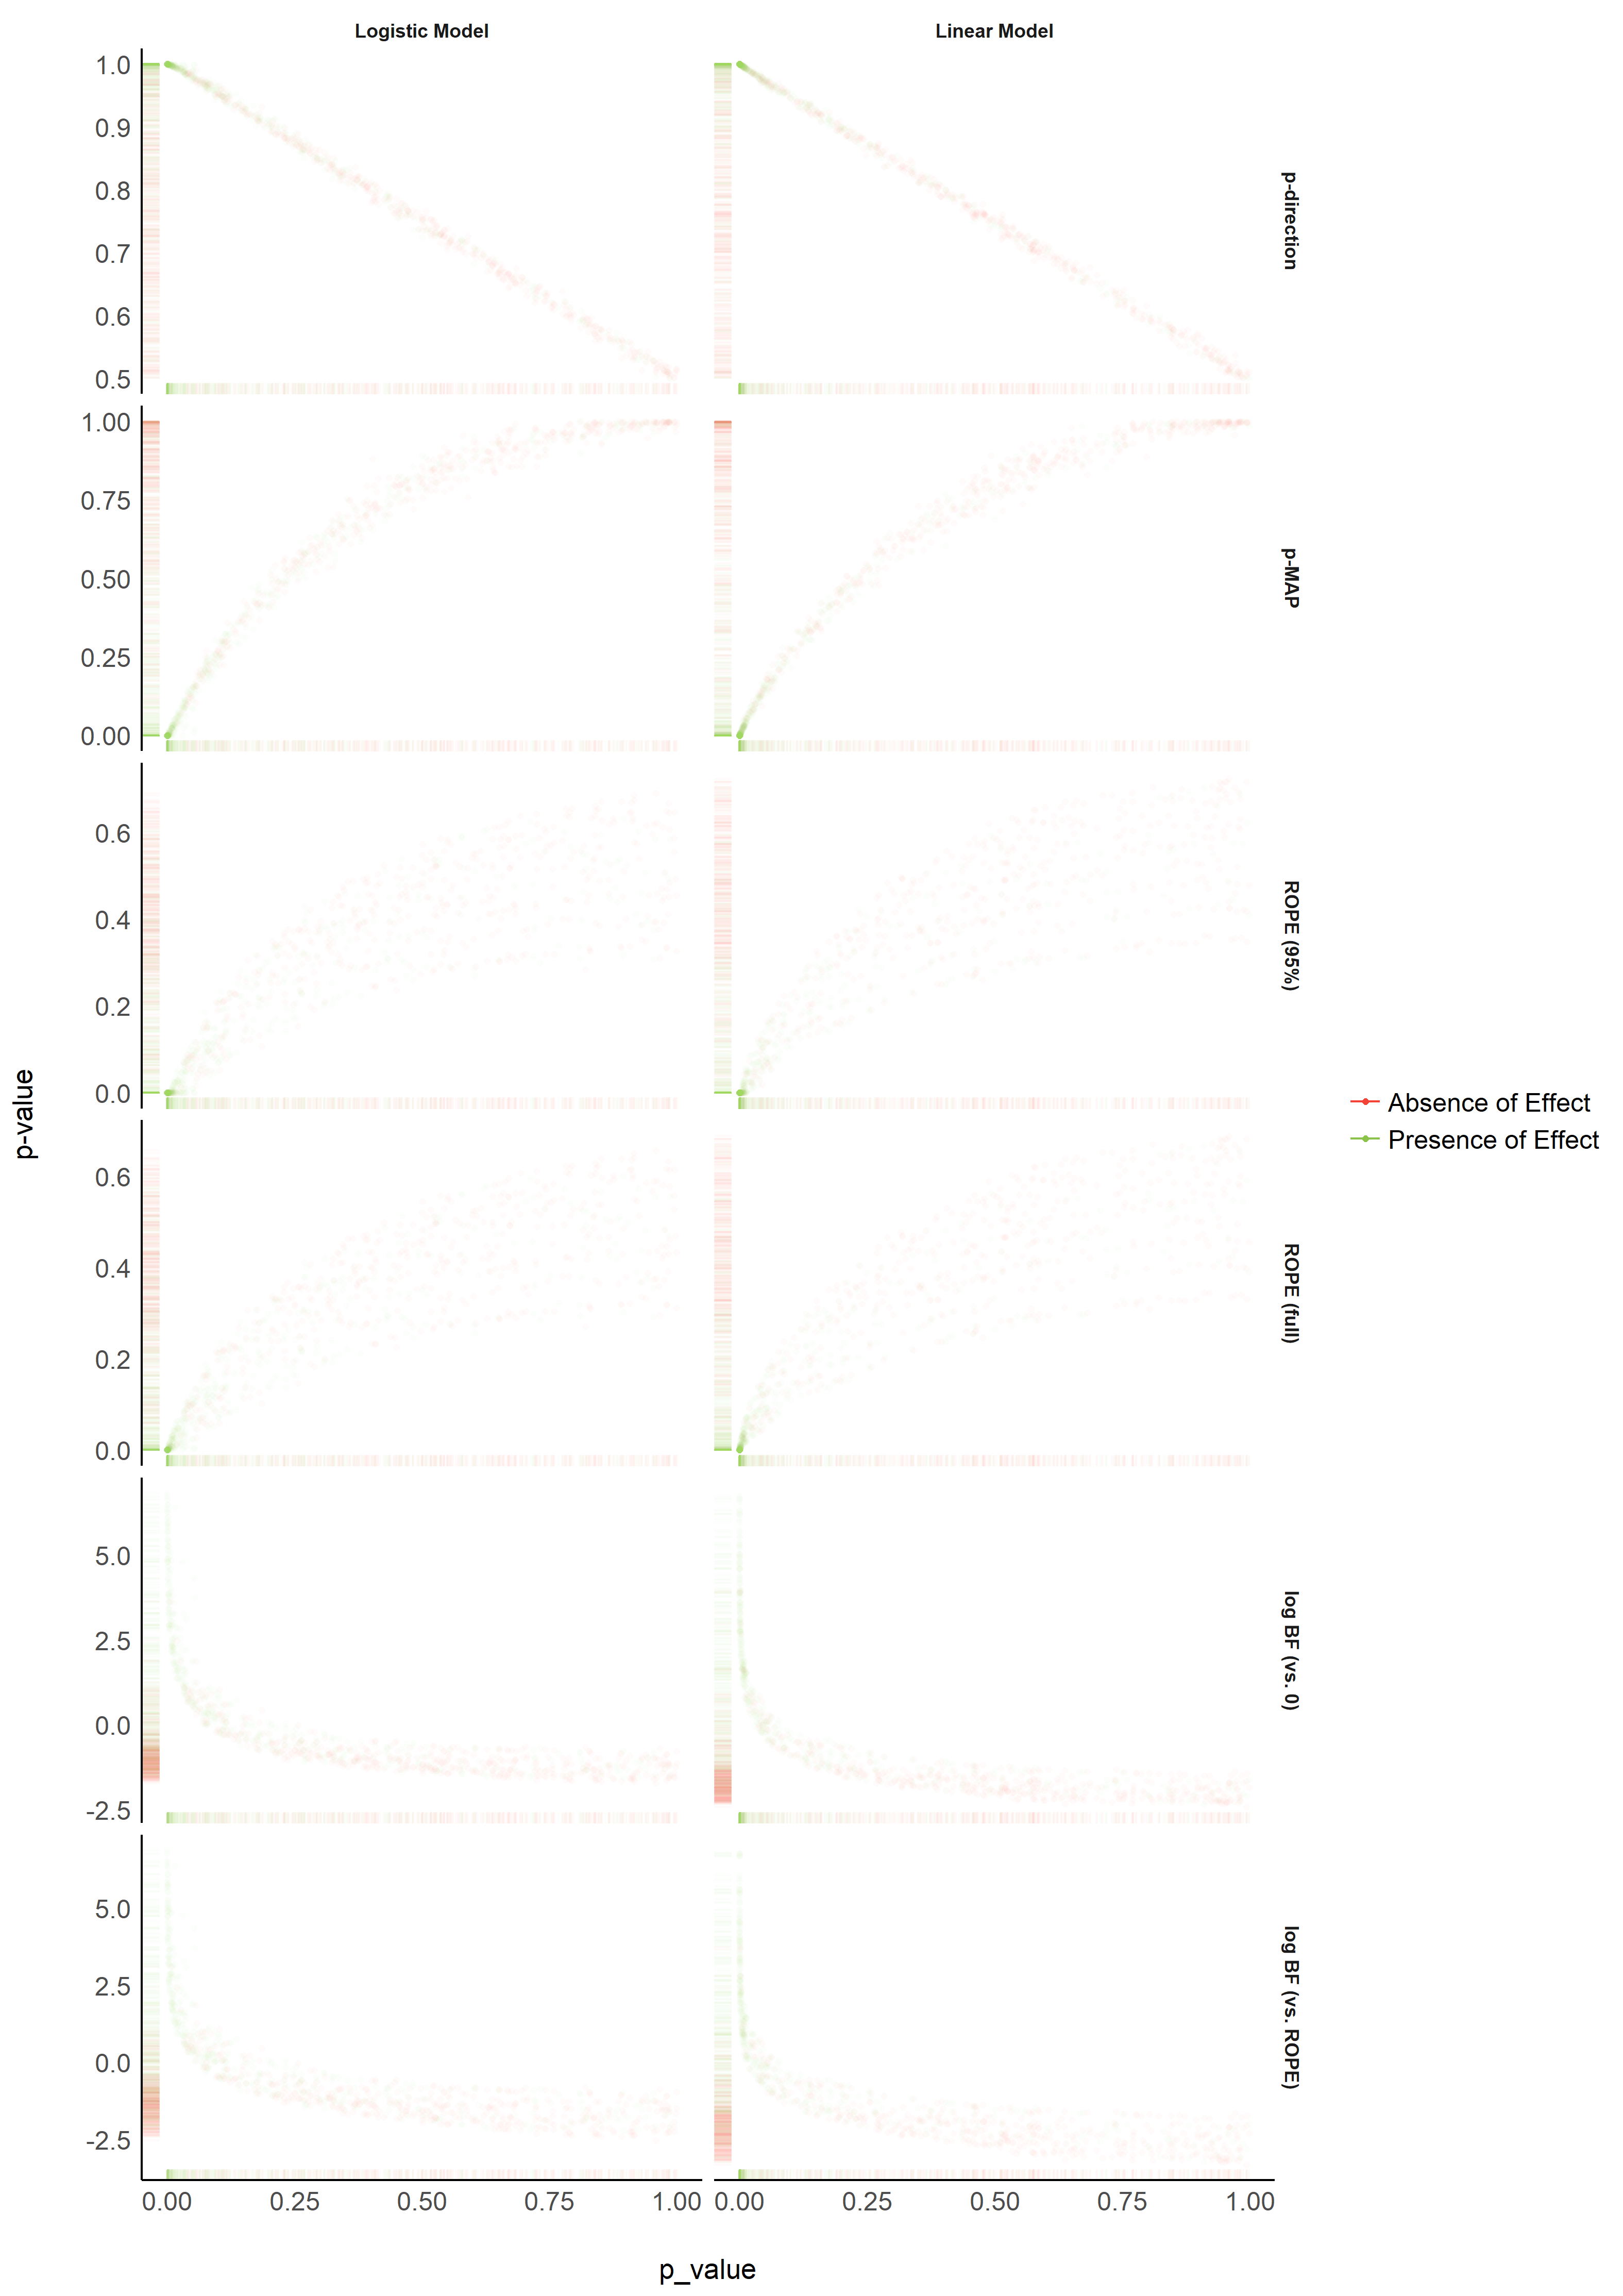 Logistic Model
Linear Model
1.0
0.9
0.8
0.7
0.6
0.5
p-direction
1.00
0.75
0.50
0.25
0.00
p-MAP
0.6
0.4
0.2
0.0
ROPE (95%)
0.6
0.4
0.2
0.0
ROPE (full)
5.0
2.5
0.0
-2.5
log BF (vs. 0)
5.0
2.5
0.0
-2.5
log BF (vs. ROPE)
0.00 0.25 0.50 0.75 1.00
0.00 0.25 0.50 0.75 1.00
p_value
p-value
Absence of Effect
Presence of Effect